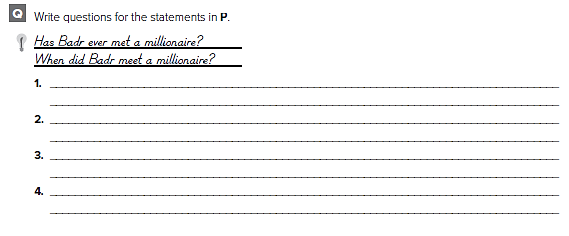 Q Write questions for the statements in P.
Has Badr ever met a millionaire?
When did Badr meet a millionaire?
1.
2.
3.
4.